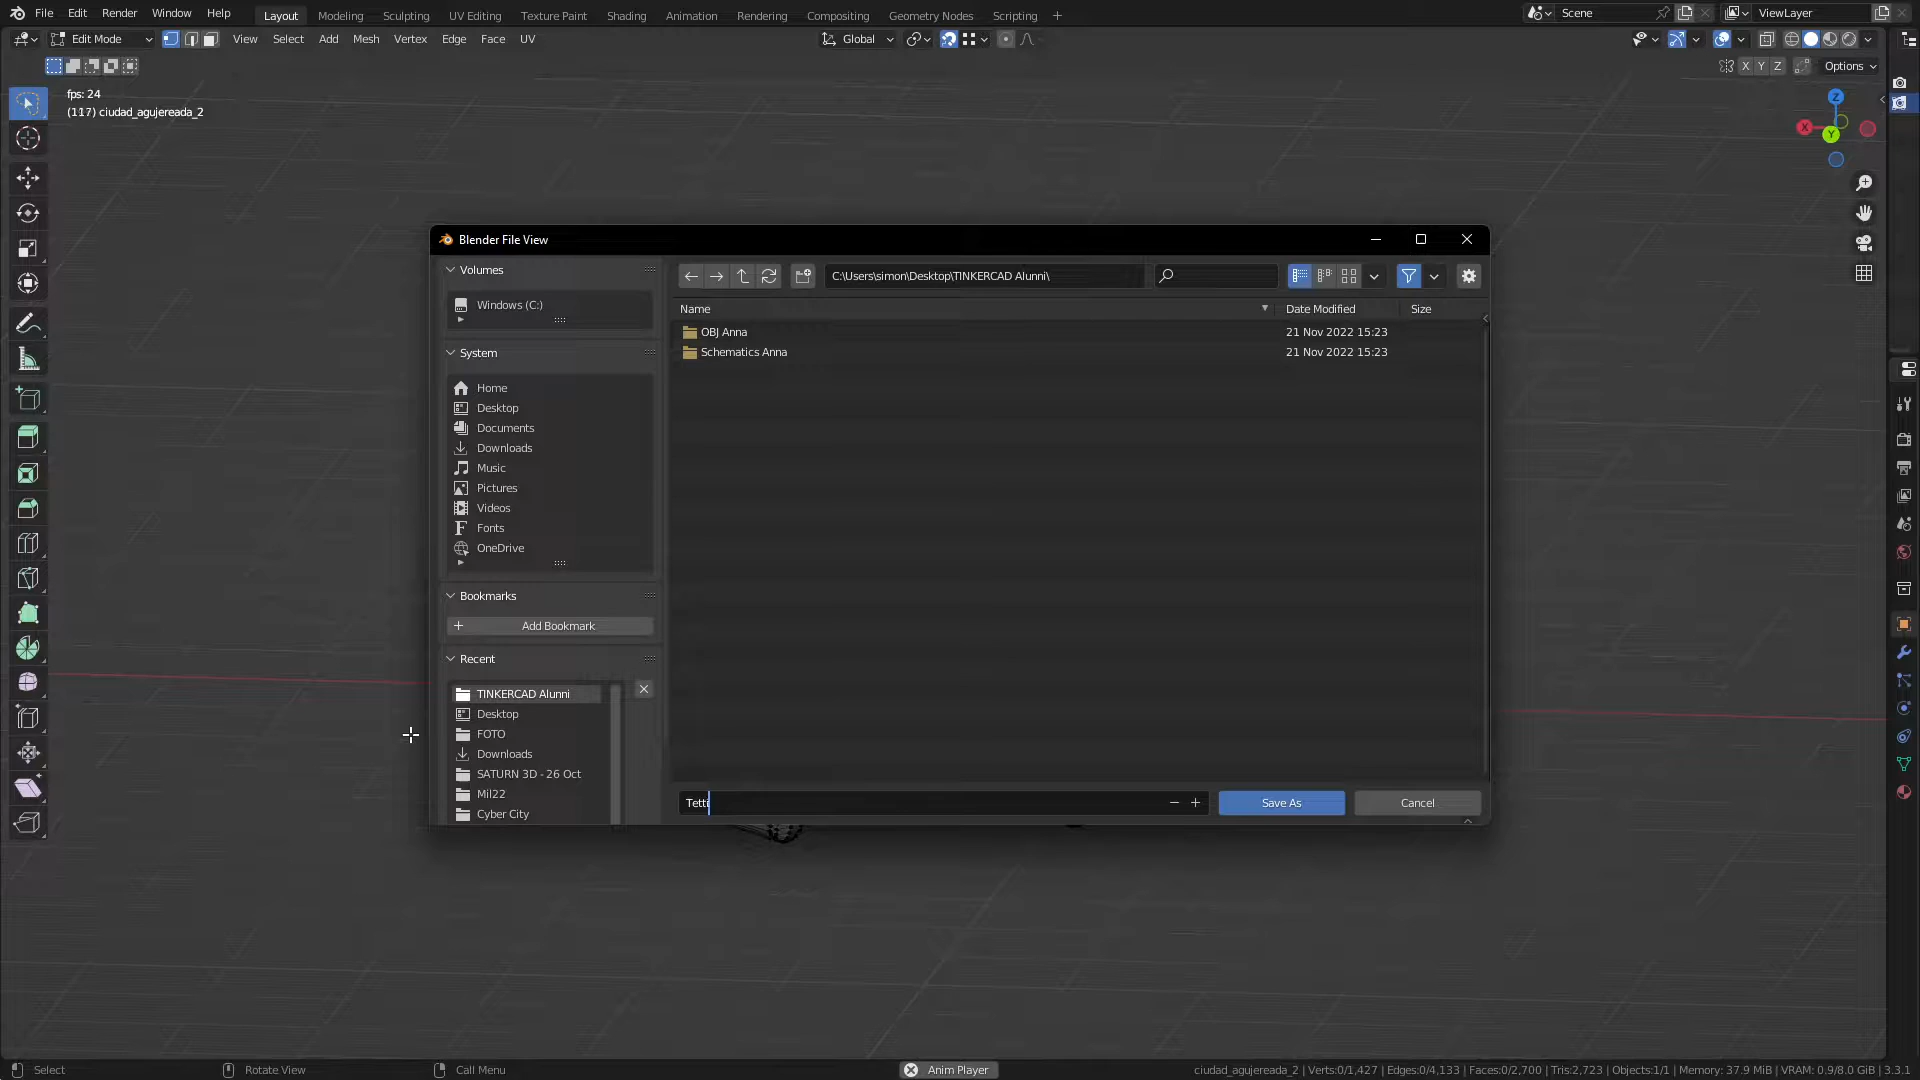 File Edit Render Window Help Layout Modeling Sculpting UV Editing Texture Paint Shading Animation Rendering Compositing Geometry Nodes Scripting + Scene ViewLayer
Edit Mode View Select Add Mesh Vertex Edge Face UV Global
X Y Z Options
fps: 24
(117) ciudad_agujereada_2
Z
X
Y
Blender File View
Volumes
Windows (C:)
System
Home
Desktop
Documents
Downloads
Music
Pictures
Videos
Fonts
OneDrive
Bookmarks
+ Add Bookmark
Recent
TINKERCAD Alunni
Desktop
FOTO
Downloads
SATURN 3D - 26 Oct
Mil22
Cyber City
C:\Users\simon\Desktop\TINKERCAD Alunni\
Name Date Modified Size
OBJ Anna 21 Nov 2022 15:23
Schematics Anna 21 Nov 2022 15:23
Tetti Save As Cancel
Select Rotate View Call Menu Anim Player ciudad_agujereada_2 | Verts:0/1,427 | Edges:0/4,133 | Faces:0/2,700 | Tris:2,723 | Objects:1/1 | Memory: 37.9 MiB | VRAM: 0.9/8.0 GiB | 3.3.1